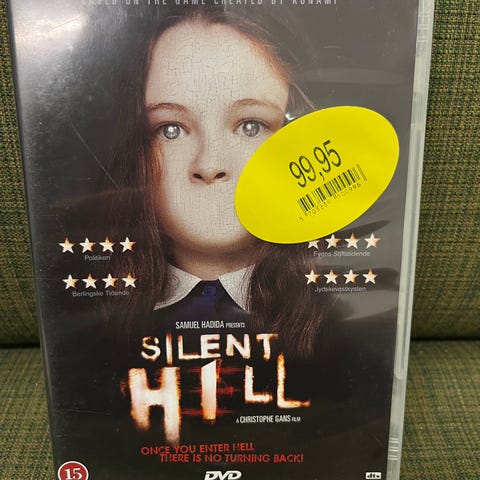 BASED ON THE GAME CREATED BY KONAMI
99,95
★★★★
Politiken
★★★★
Fyens Stiftstidende
★★★★
Berlingske Tidende
★★★★
Jydskevestkysten
SAMUEL HADIDA PRESENTS
SILENT
HILL
A CHRISTOPHE GANS FILM
ONCE YOU ENTER HELL
THERE IS NO TURNING BACK!
15
DVD
dts